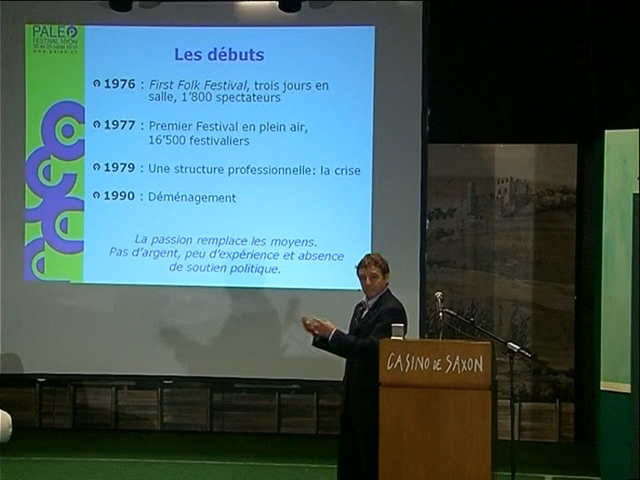 PALÉO
FESTIVAL NYON
Les débuts
1976 : First Folk Festival, trois jours en
salle, 1'800 spectateurs
1977 : Premier Festival en plein air,
16'500 festivaliers
1979 : Une structure professionnelle: la crise
1990 : Déménagement
La passion remplace les moyens.
Pas d'argent, peu d'expérience et absence
de soutien politique.
CASINO DE SAXON